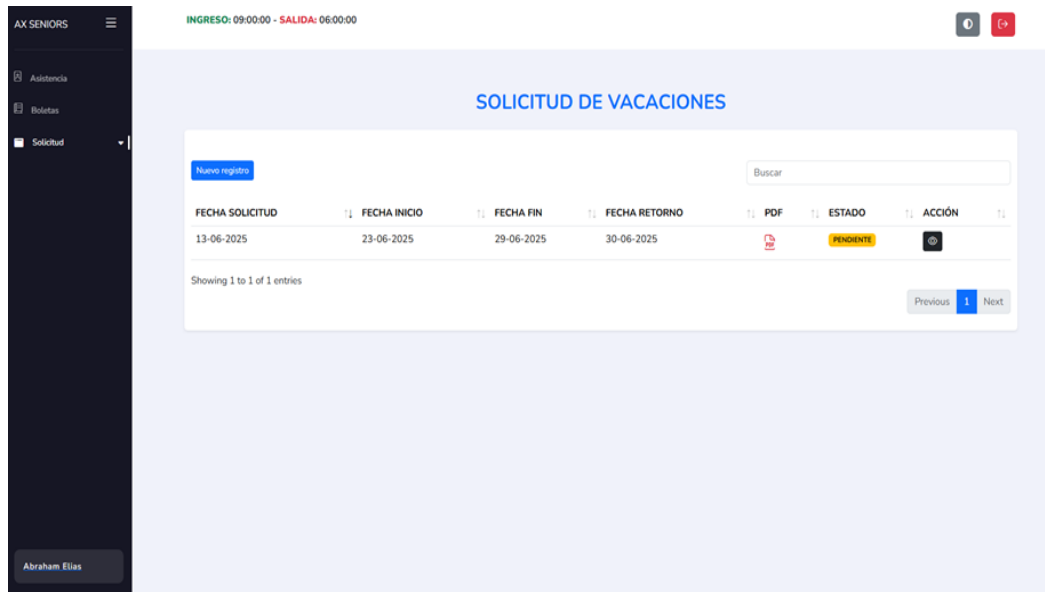 AX SENIORS
INGRESO: 09:00:00 - SALIDA: 06:00:00
Asistencia
Boletas
Solicitud
SOLICITUD DE VACACIONES
Nuevo registro
Buscar
FECHA SOLICITUD FECHA INICIO FECHA FIN FECHA RETORNO PDF ESTADO ACCIÓN
13-06-2025 23-06-2025 29-06-2025 30-06-2025 PDF PENDIENTE
Showing 1 to 1 of 1 entries
Previous 1 Next
Abraham Elias